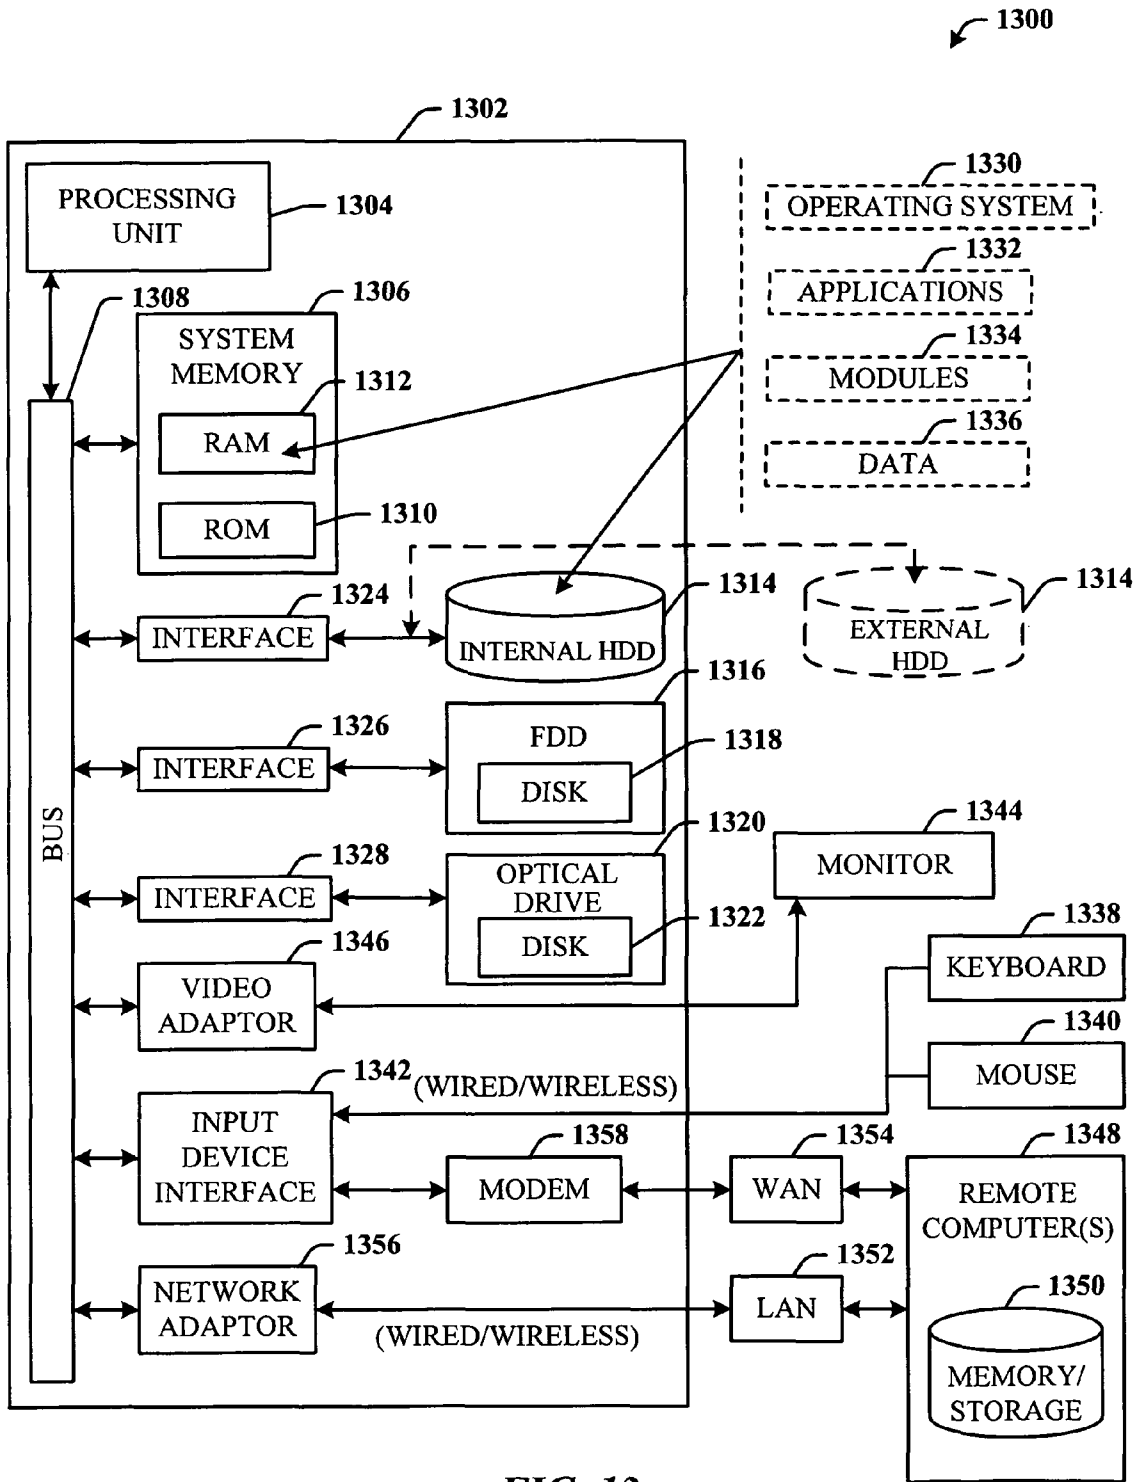 1300
1302
PROCESSING
UNIT
1304
1308
1306
SYSTEM
MEMORY
1312
RAM
1310
ROM
1330
OPERATING SYSTEM
1332
APPLICATIONS
1334
MODULES
1336
DATA
1324
INTERFACE
1314
INTERNAL HDD
1314
EXTERNAL
HDD
1326
INTERFACE
1316
FDD
1318
DISK
BUS
1328
INTERFACE
1320
OPTICAL
DRIVE
1322
DISK
1344
MONITOR
1346
VIDEO
ADAPTOR
1338
KEYBOARD
1340
MOUSE
1342
(WIRED/WIRELESS)
INPUT
DEVICE
INTERFACE
1358
MODEM
1354
WAN
1348
REMOTE
COMPUTER(S)
1356
NETWORK
ADAPTOR
(WIRED/WIRELESS)
1352
LAN
1350
MEMORY/
STORAGE